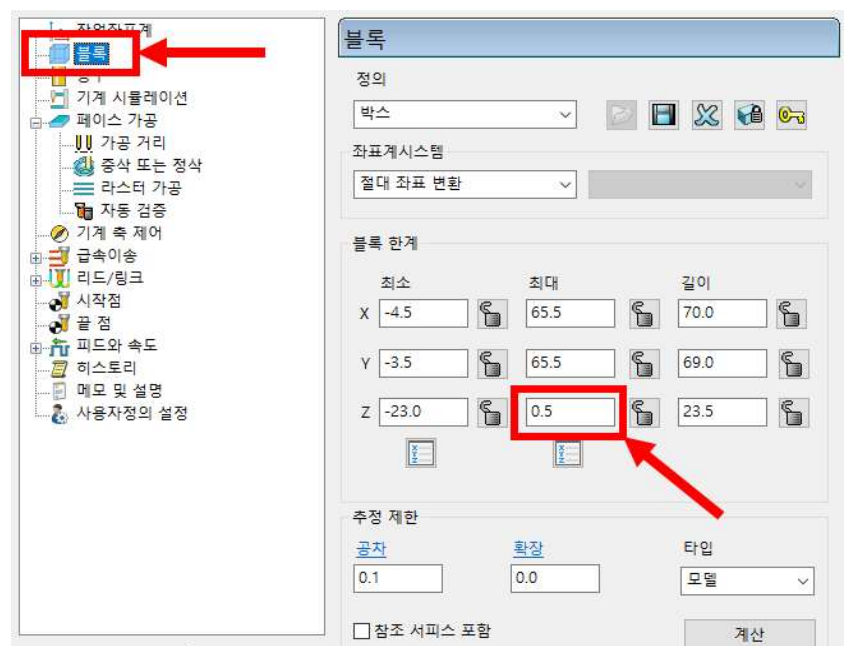 작업좌표계
블록
공구
기계 시뮬레이션
페이스 가공
가공 거리
중삭 또는 정삭
라스터 가공
자동 검증
기계 축 제어
급속이송
리드/링크
시작점
끝 점
피드와 속도
히스토리
메모 및 설명
사용자정의 설정
블록
정의
박스
좌표계시스템
절대 좌표 변환
블록 한계
최소 최대 길이
X -4.5 65.5 70.0
Y -3.5 65.5 69.0
Z -23.0 0.5 23.5
추정 제한
공차 확장 타입
0.1 0.0 모델
참조 서피스 포함 계산